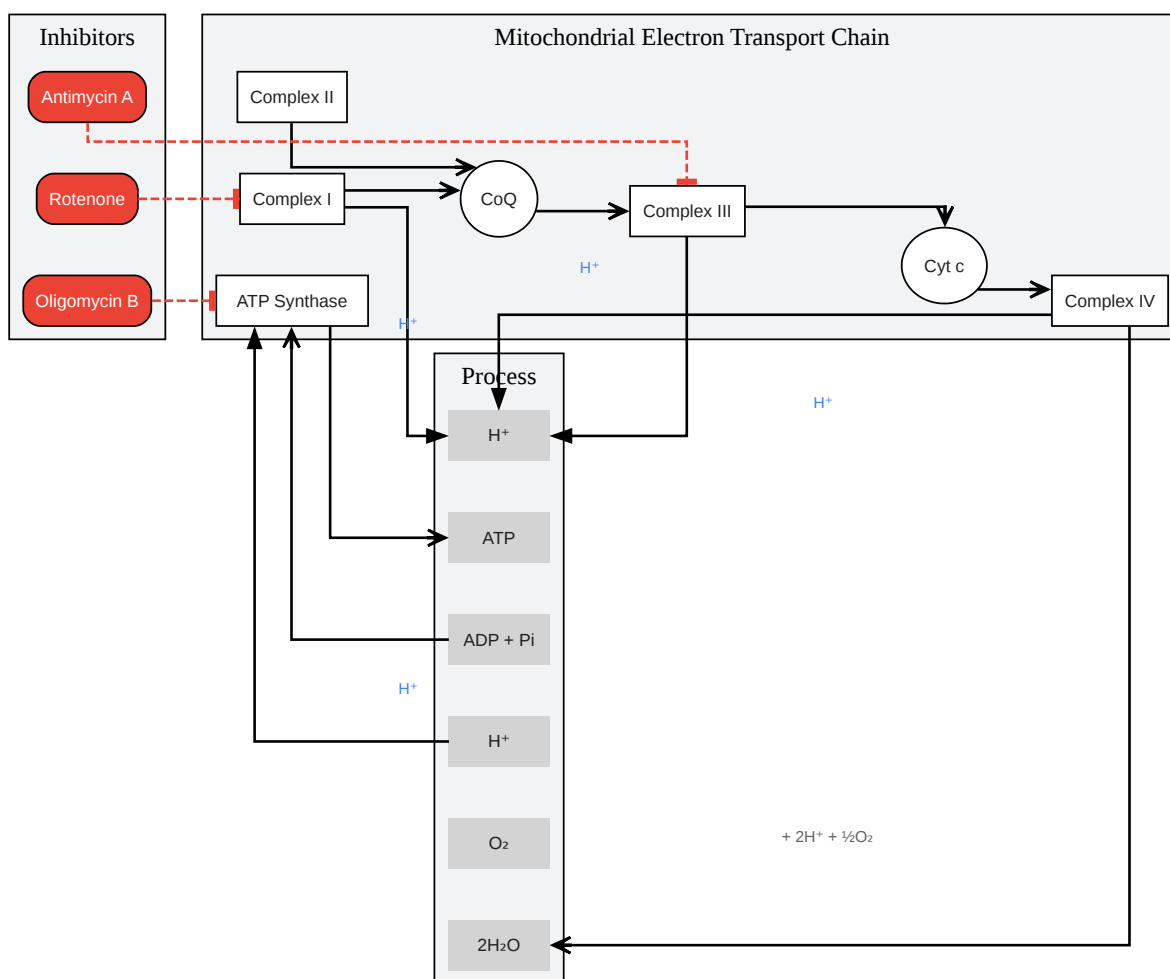 Inhibitors
Mitochondrial Electron Transport Chain
Antimycin A
Complex II
Rotenone
Complex I
CoQ
Complex III
Cyt c
H⁺
Oligomycin B
ATP Synthase
Complex IV
H⁺
Process
H⁺
H⁺
ATP
ADP + Pi
H⁺
H⁺
O₂
+ 2H⁺ + ½O₂
2H₂O